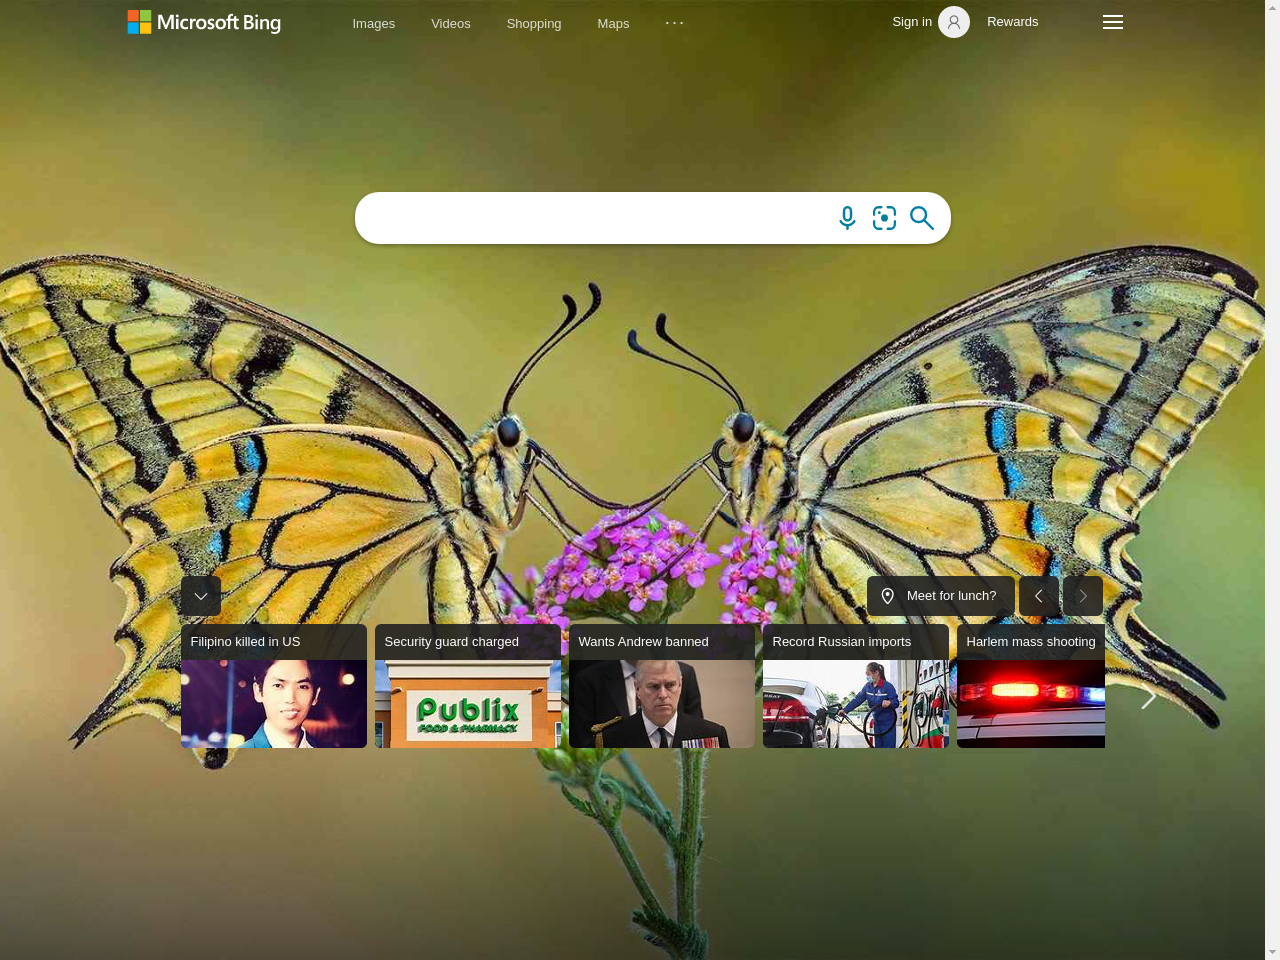 Microsoft Bing
Images
Videos
Shopping
Maps
Sign in
Rewards
Meet for lunch?
Filipino killed in US
Security guard charged
Wants Andrew banned
Record Russian imports
Harlem mass shooting
Publix
FOOD & PHARMACY